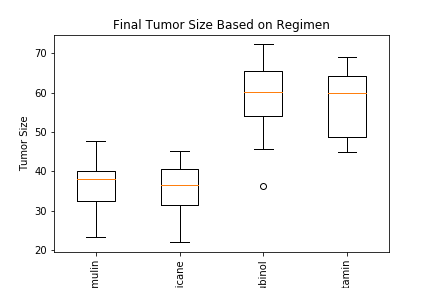 Final Tumor Size Based on Regimen
Tumor Size
70
60
50
40
30
20
mulin
icane
ubinol
tamin